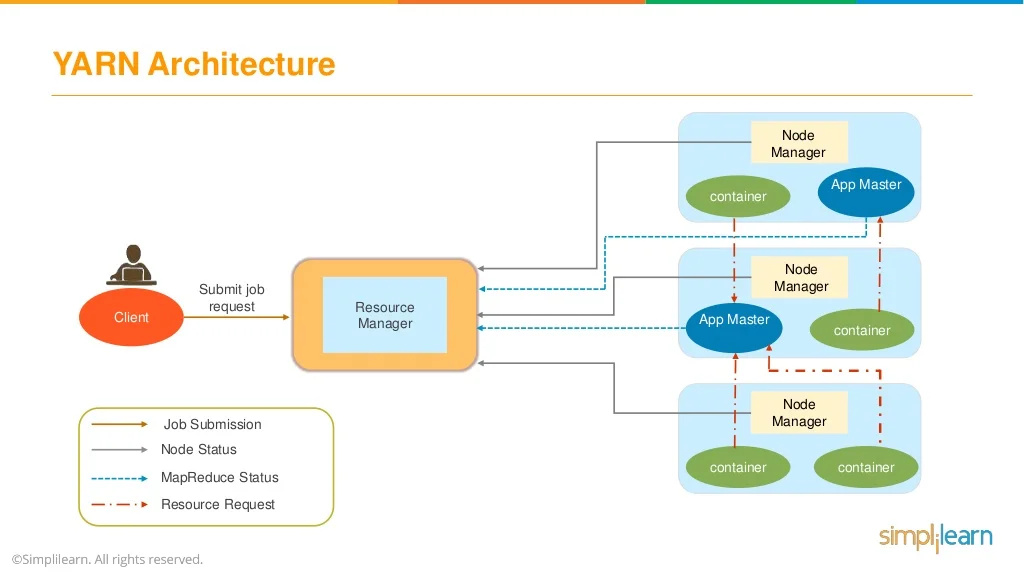 YARN Architecture
Node
Manager
container
App Master
Node
Manager
App Master
container
Node
Manager
container
container
Client
Submit job
request
Resource
Manager
Job Submission
Node Status
MapReduce Status
Resource Request
simplilearn
©Simplilearn. All rights reserved.